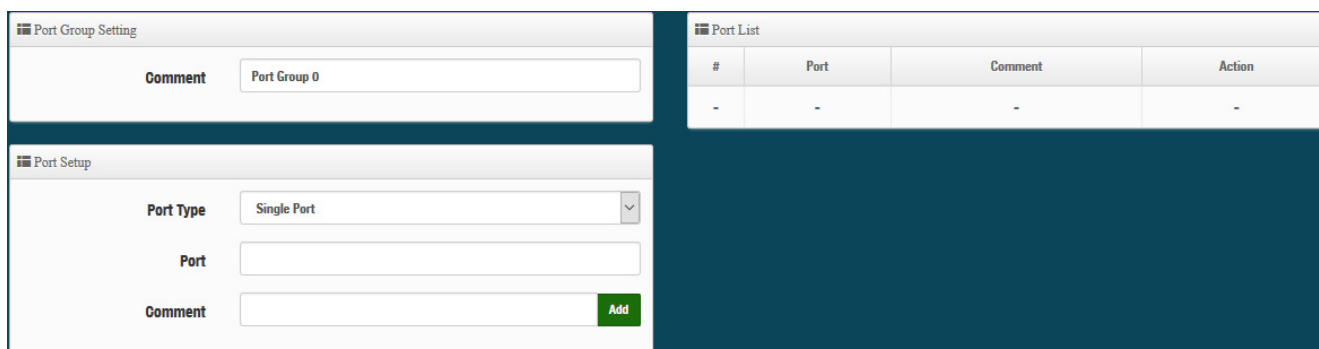 Port Group Setting
Comment Port Group 0
Port Setup
Port Type Single Port
Port
Comment Add
Port List
# Port Comment Action
- - - -